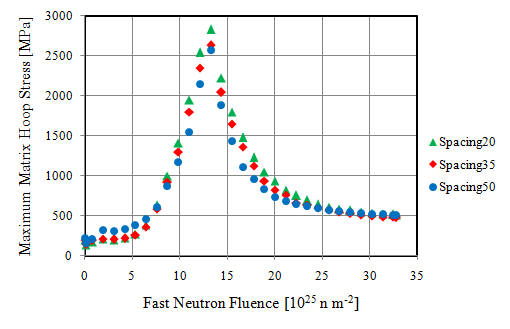 3000
2500
2000
1500
1000
500
0
0 5 10 15 20 25 30 35
Maximum Matrix Hoop Stress [MPa]
Fast Neutron Fluence [10²⁵ n m⁻²]
Spacing20
Spacing35
Spacing50